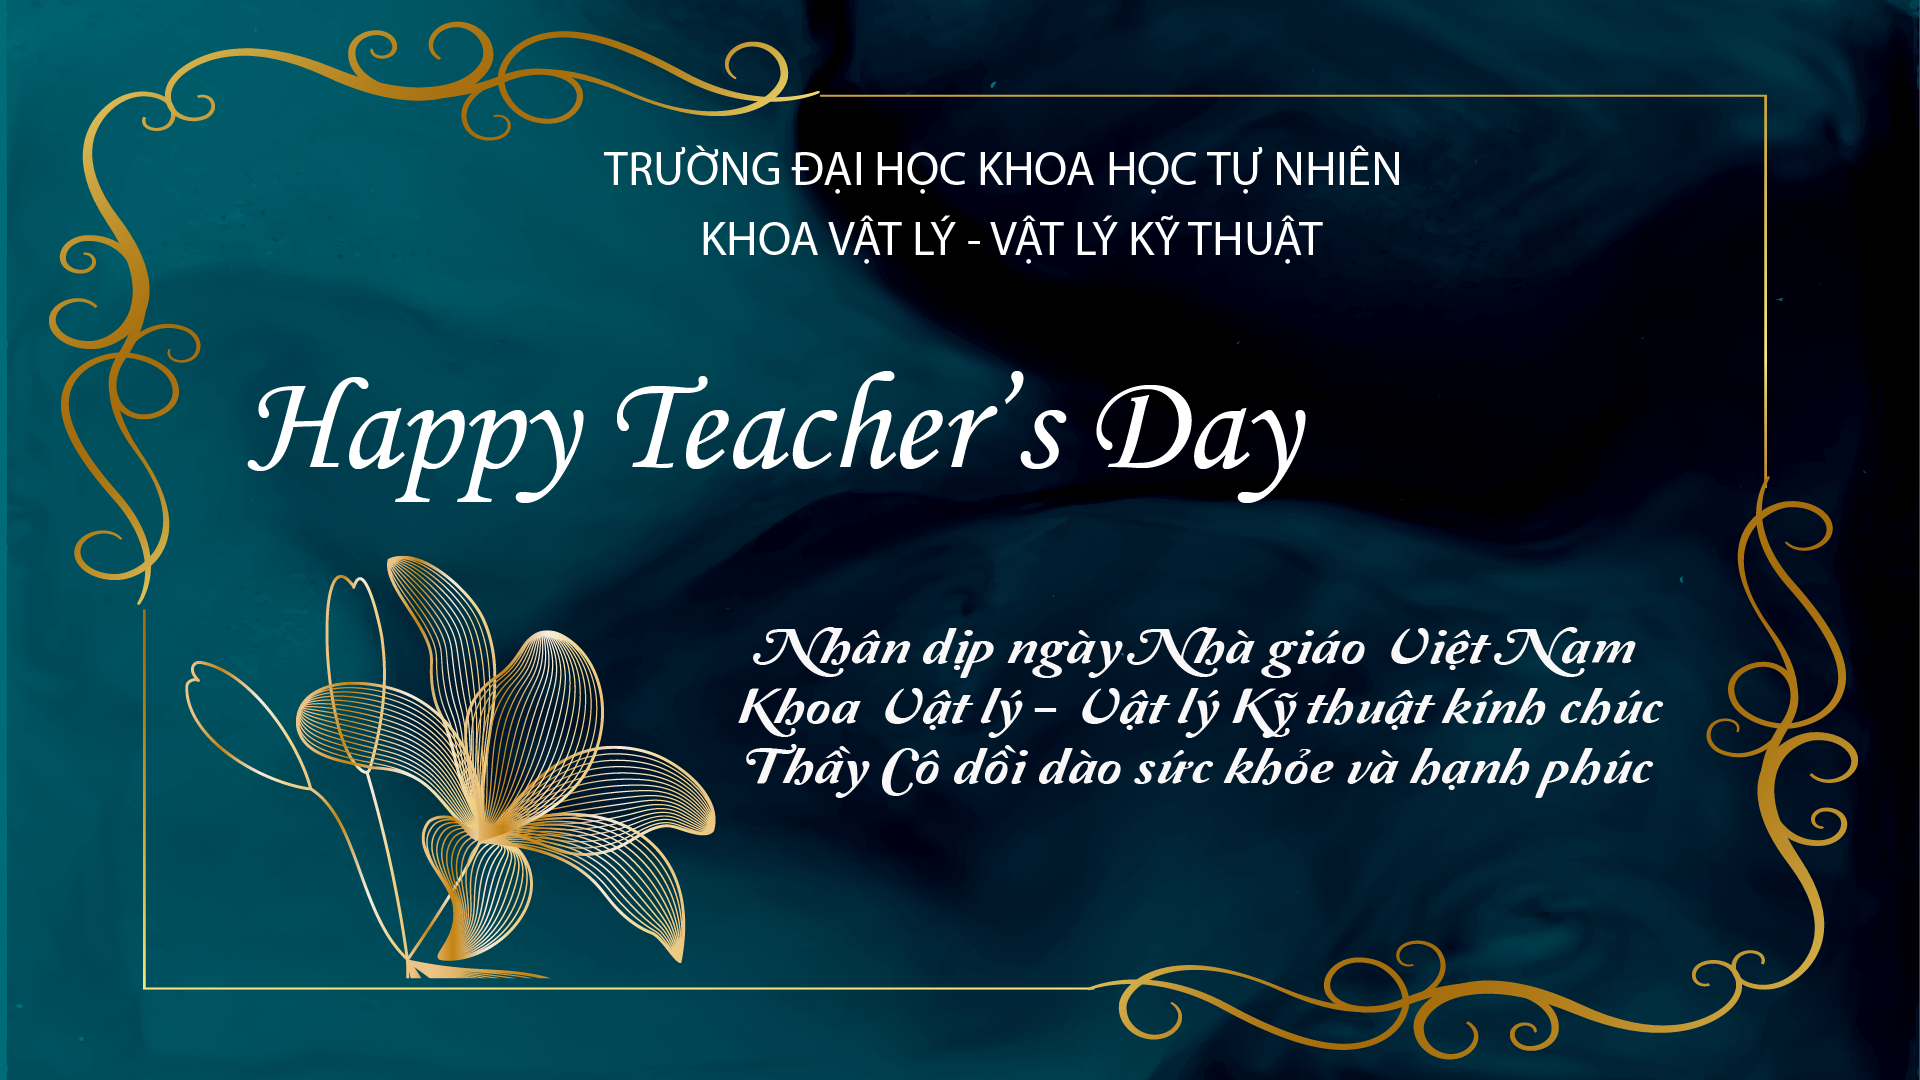 TRƯỜNG ĐẠI HỌC KHOA HỌC TỰ NHIÊN
KHOA VẬT LÝ - VẬT LÝ KỸ THUẬT
Happy Teacher’s Day
Nhân dịp ngày Nhà giáo Việt Nam
Khoa Vật lý – Vật lý Kỹ thuật kính chúc
Thầy Cô dồi dào sức khỏe và hạnh phúc